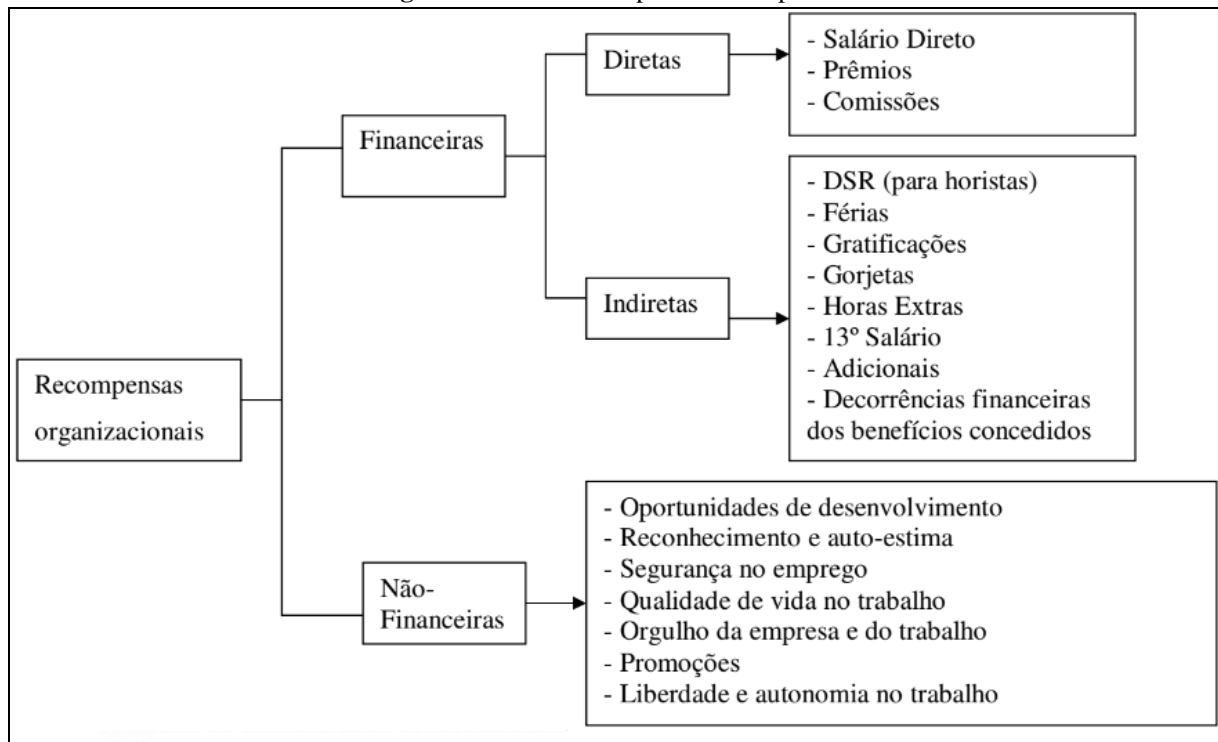 - Salário Direto
- Prêmios
- Comissões
Diretas
Financeiras
- DSR (para horistas)
- Férias
- Gratificações
- Gorjetas
- Horas Extras
- 13º Salário
- Adicionais
- Decorrências financeiras
dos benefícios concedidos
Indiretas
Recompensas
organizacionais
- Oportunidades de desenvolvimento
- Reconhecimento e auto-estima
- Segurança no emprego
- Qualidade de vida no trabalho
- Orgulho da empresa e do trabalho
- Promoções
- Liberdade e autonomia no trabalho
Não-
Financeiras